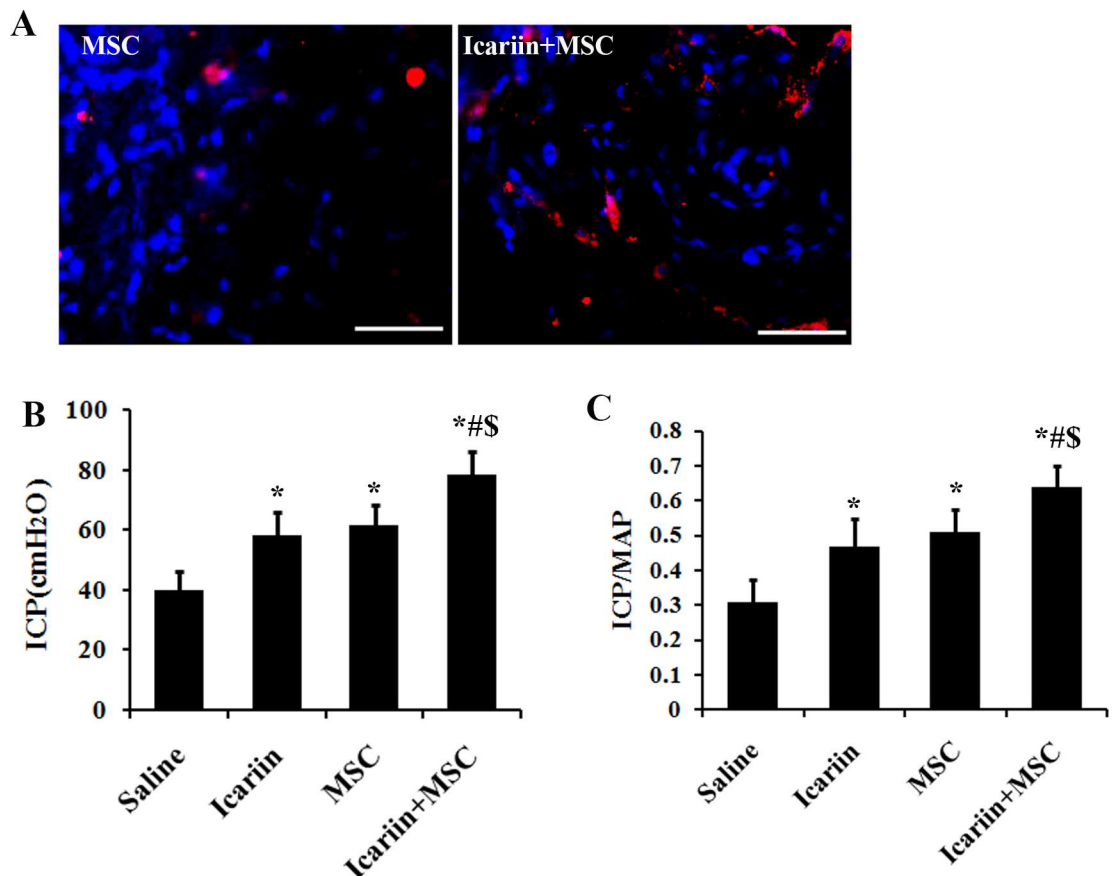 A
MSC
Icariin+MSC
B
ICP(cmH2O)
100
80
60
40
20
0
*
*
*#$
Saline
Icariin
MSC
Icariin+MSC
C
ICP/MAP
0.8
0.7
0.6
0.5
0.4
0.3
0.2
0.1
0
*
*
*#$
Saline
Icariin
MSC
Icariin+MSC